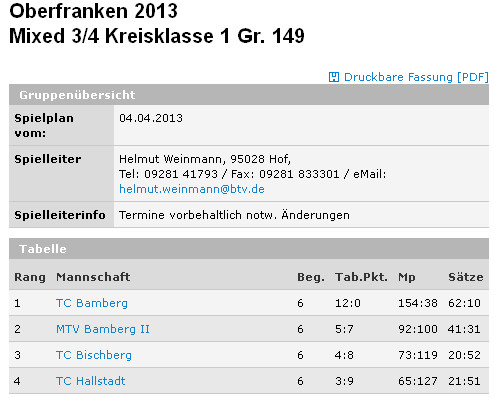 Oberfranken 2013
Mixed 3/4 Kreisklasse 1 Gr. 149
Druckbare Fassung [PDF]
Gruppenübersicht
Spielplan vom: 04.04.2013
Spielleiter Helmut Weinmann, 95028 Hof,
Tel: 09281 41793 / Fax: 09281 833301 / eMail:
helmut.weinmann@btv.de
Spielleiterinfo Termine vorbehaltlich notw. Änderungen
Tabelle
Rang Mannschaft Beg. Tab.Pkt. Mp Sätze
1 TC Bamberg 6 12:0 154:38 62:10
2 MTV Bamberg II 6 5:7 92:100 41:31
3 TC Bischberg 6 4:8 73:119 20:52
4 TC Hallstadt 6 3:9 65:127 21:51